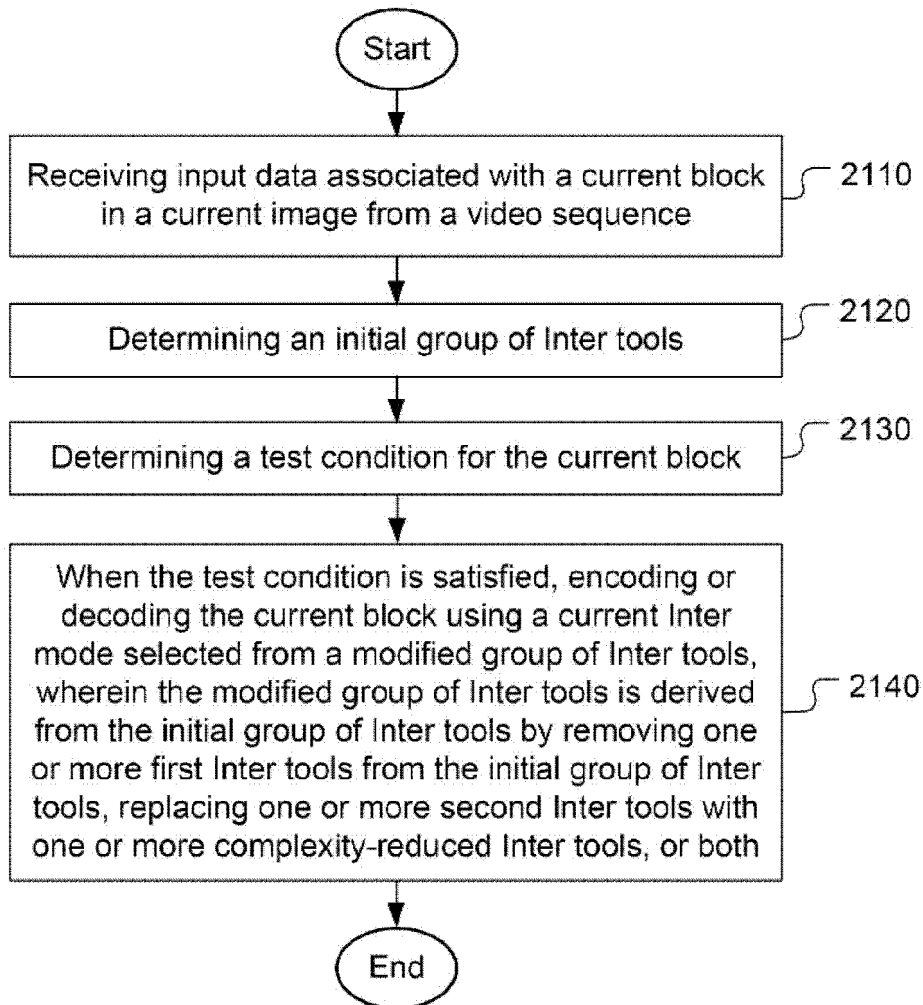 Start
Receiving input data associated with a current block
in a current image from a video sequence
2110
Determining an initial group of Inter tools
2120
Determining a test condition for the current block
2130
When the test condition is satisfied, encoding or
decoding the current block using a current Inter
mode selected from a modified group of Inter tools,
wherein the modified group of Inter tools is derived
from the initial group of Inter tools by removing one
or more first Inter tools from the initial group of Inter
tools, replacing one or more second Inter tools with
one or more complexity-reduced Inter tools, or both
2140
End